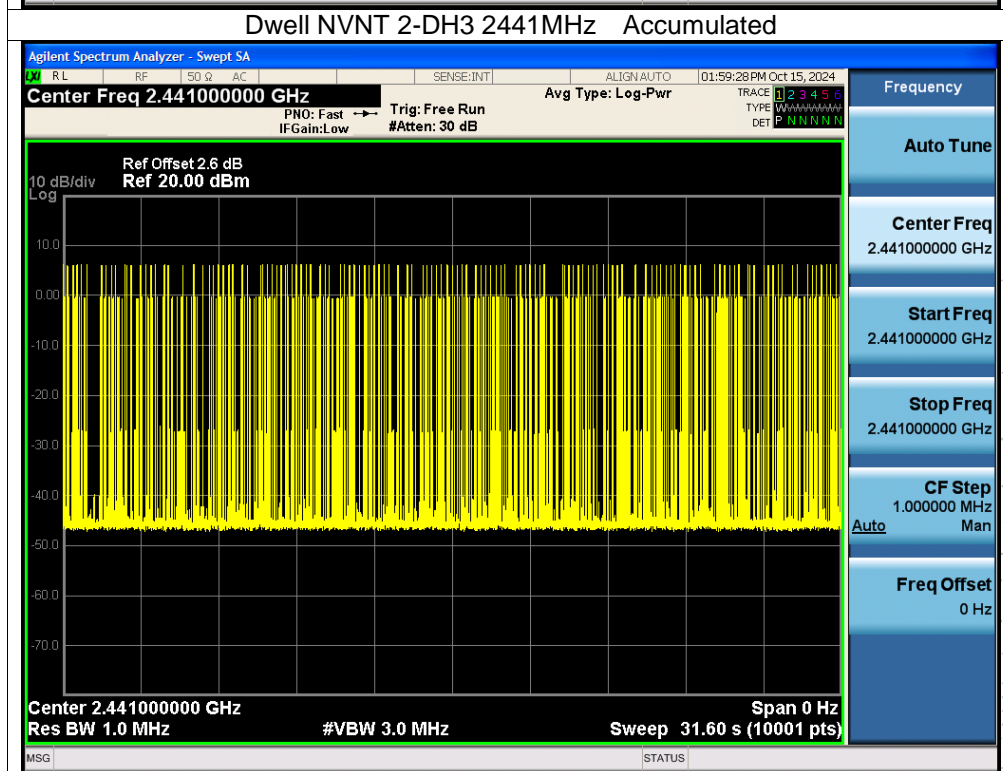 Dwell NVNT 2-DH3 2441MHz Accumulated
Agilent Spectrum Analyzer - Swept SA
LXI RL RF 50 Ω AC SENSE:INT ALIGN AUTO 01:59:28 PM Oct 15, 2024
Center Freq 2.441000000 GHz
PNO: Fast
IFGain:Low
Trig: Free Run
#Atten: 30 dB
Avg Type: Log-Pwr
TRACE 1 2 3 4 5 6
TYPE WWWWWW
DET P N N N N N
Ref Offset 2.6 dB
10 dB/div Ref 20.00 dBm
Log
10.0
0.00
-10.0
-20.0
-30.0
-40.0
-50.0
-60.0
-70.0
Center 2.441000000 GHz Span 0 Hz
Res BW 1.0 MHz #VBW 3.0 MHz Sweep 31.60 s (10001 pts)
MSG STATUS
Frequency
Auto Tune
Center Freq
2.441000000 GHz
Start Freq
2.441000000 GHz
Stop Freq
2.441000000 GHz
CF Step
1.000000 MHz
Auto Man
Freq Offset
0 Hz